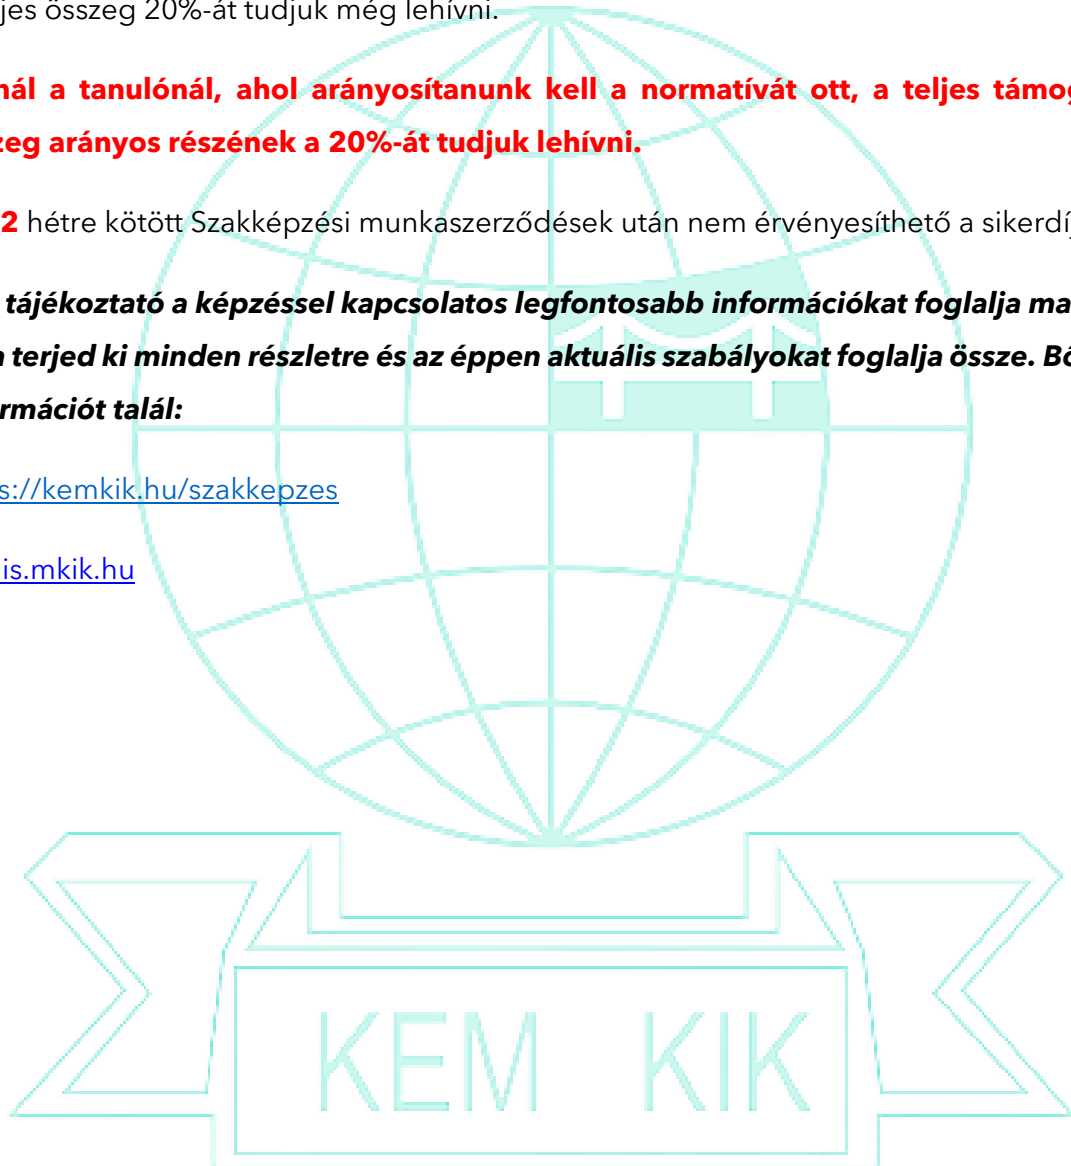 jes összeg 20%-át tudjuk még lehívni.
nál a tanulónál, ahol arányosítanunk kell a normatívát ott, a teljes támog
zeg arányos részének a 20%-át tudjuk lehívni.
2 hétre kötött Szakképzési munkaszerződések után nem érvényesíthető a sikerdíj
tájékoztató a képzéssel kapcsolatos legfontosabb információkat foglalja ma
terjed ki minden részletre és az éppen aktuális szabályokat foglalja össze. Bő
rmációt talál:
s://kemkik.hu/szakkepzes
is.mkik.hu
KEM KIK